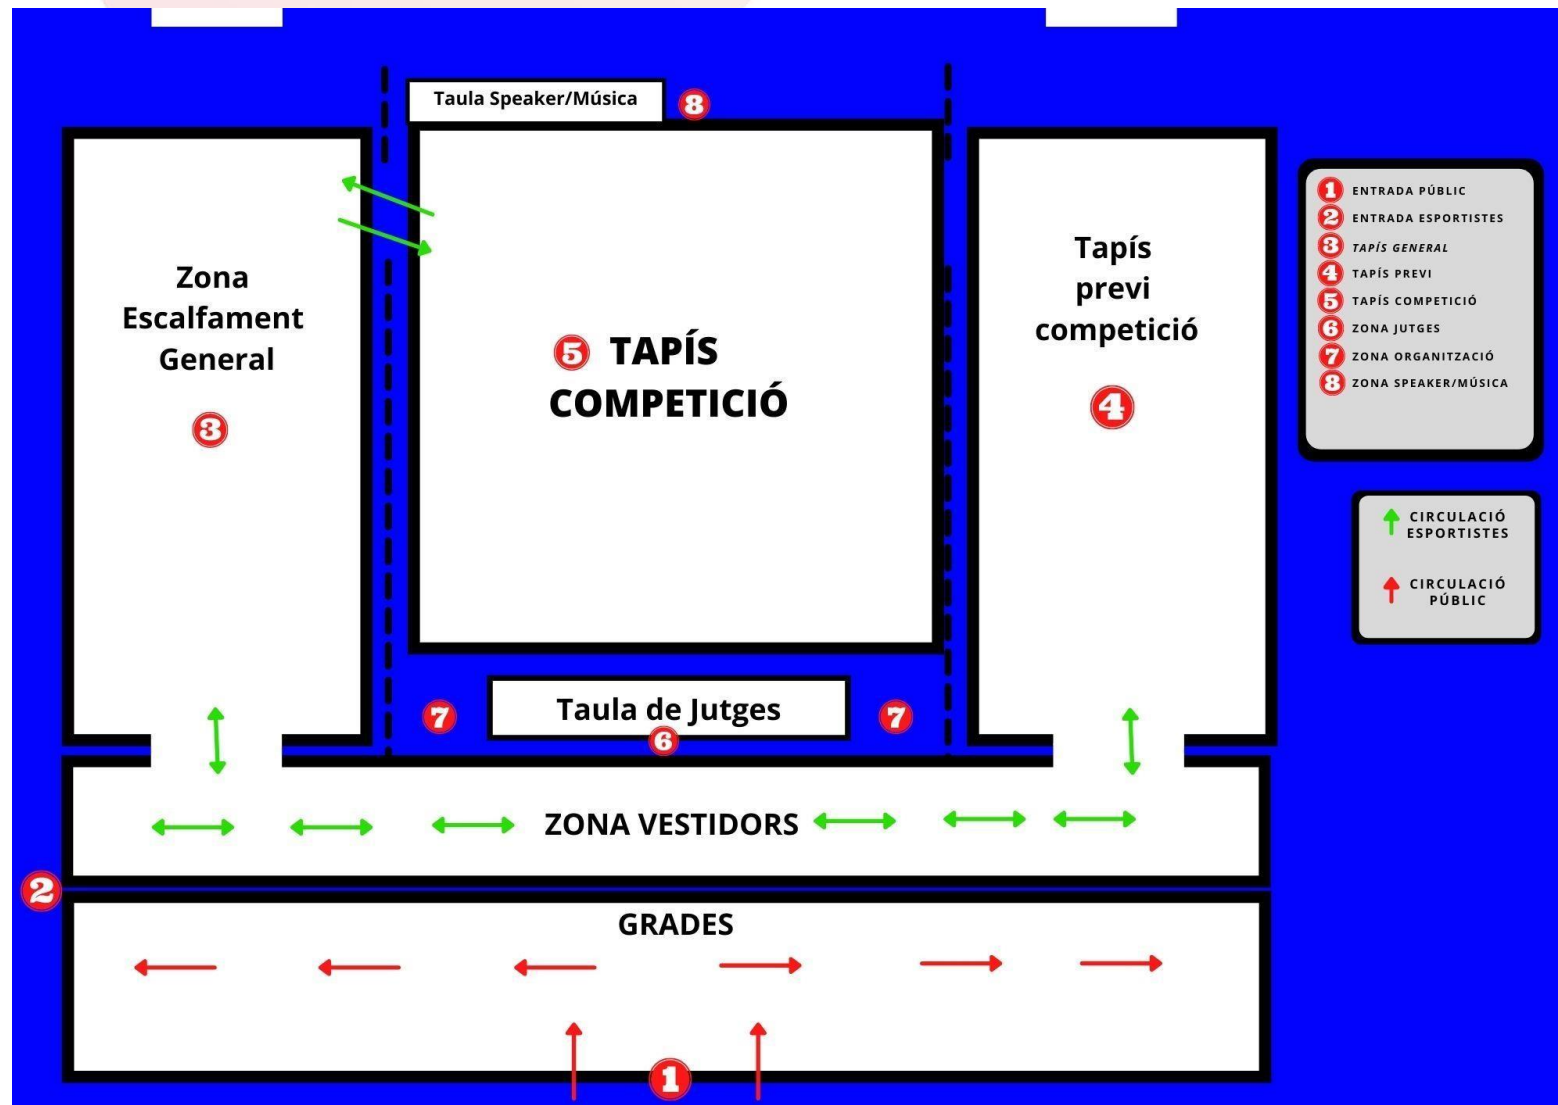 Taula Speaker/Música
8
Zona
Escalfament
General
3
5 TAPÍS
COMPETICIÓ
Tapís
previ
competició
4
1 ENTRADA PÚBLIC
2 ENTRADA ESPORTISTES
3 TAPÍS GENERAL
4 TAPÍS PREVI
5 TAPÍS COMPETICIÓ
6 ZONA JUTGES
7 ZONA ORGANITZACIÓ
8 ZONA SPEAKER/MÚSICA
CIRCULACIÓ
ESPORTISTES
CIRCULACIÓ
PÚBLIC
7
Taula de Jutges
7
6
ZONA VESTIDORS
2
GRADES
1